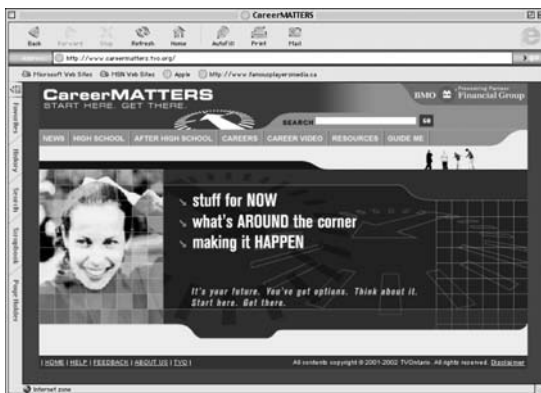 CareerMATTERS
Back Forward Stop Refresh Home AutoFill Print Mail
http://www.careermatters.tvo.org/
Microsoft Web Sites MSN Web Sites Apple http://www.famousplayersmedia.ca
Favorites
History
Search
Scrapbook
Page Holder
CareerMATTERS
START HERE. GET THERE.
BMO Financial Group
SEARCH GO
NEWS HIGH SCHOOL AFTER HIGH SCHOOL CAREERS CAREER VIDEO RESOURCES GUIDE ME
stuff for NOW
what's AROUND the corner
making it HAPPEN
It's your future. You've got options. Think about it.
Start here. Get there.
| HOME | HELP | FEEDBACK | ABOUT US | TVO | All contents copyright © 2001-2002 TVOntario. All rights reserved. Disclaimer
Internet zone